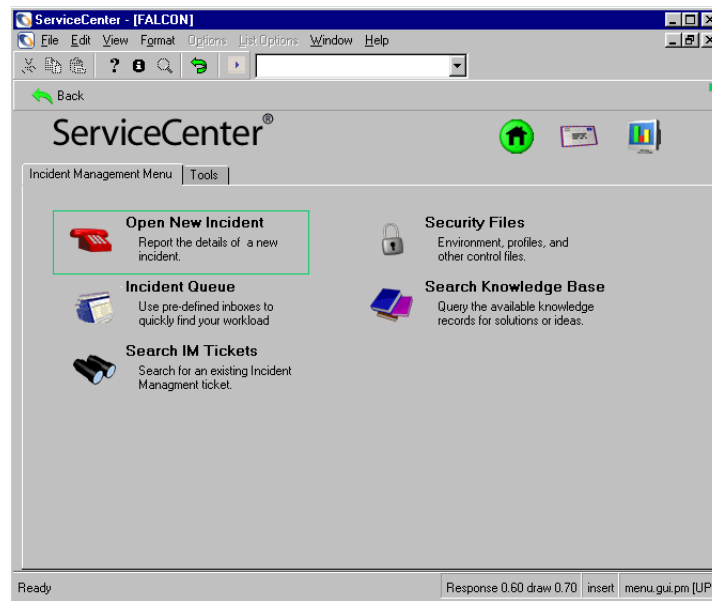 ServiceCenter - [FALCON]
File Edit View Format Options List Options Window Help
Back
ServiceCenter®
Incident Management Menu Tools
Open New Incident
Report the details of a new
incident.
Security Files
Environment, profiles, and
other control files.
Incident Queue
Use pre-defined inboxes to
quickly find your workload
Search Knowledge Base
Query the available knowledge
records for solutions or ideas.
Search IM Tickets
Search for an existing Incident
Managment ticket.
Ready Response 0.60 draw 0.70 insert menu.gui.pm [UP